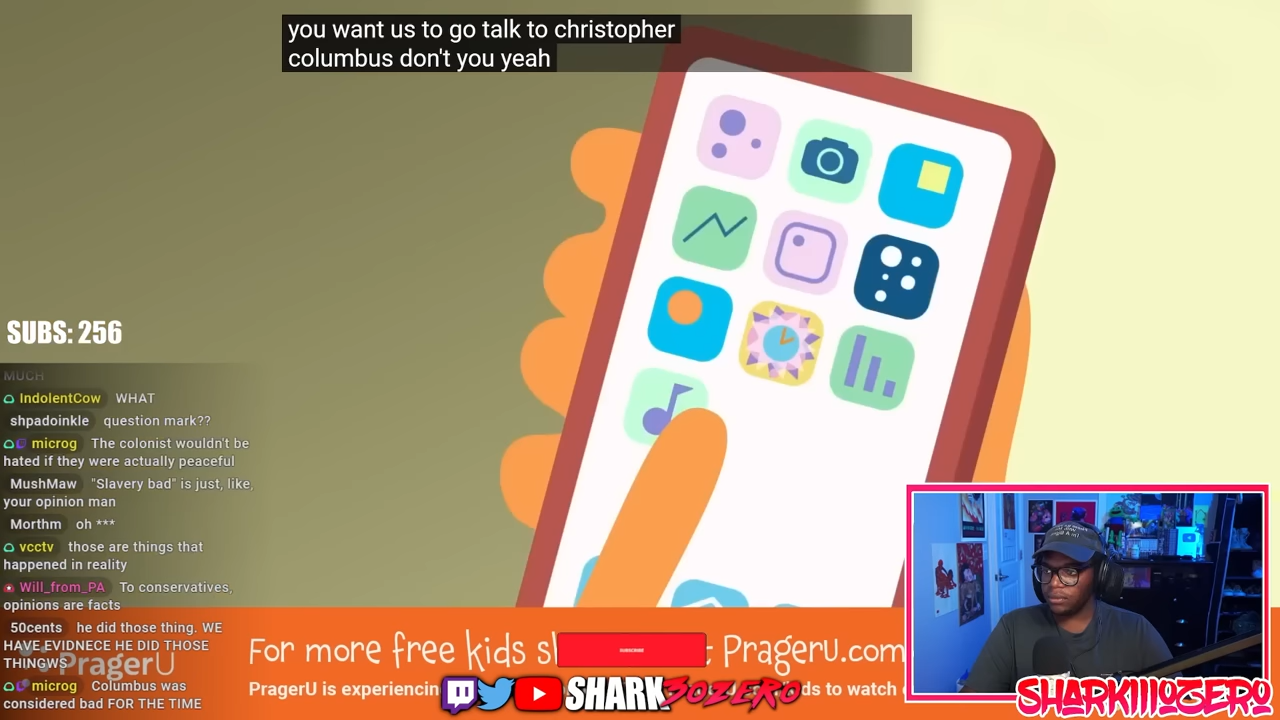 you want us to go talk to christopher
columbus don't you yeah
SUBS: 256
MUCH
IndolentCow WHAT
shpadoinkle question mark??
microg The colonist wouldn't be
hated if they were actually peaceful
MushMaw "Slavery bad" is just, like,
your opinion man
Morthm oh ***
vcctv those are things that
happened in reality
Will_from_PA To conservatives,
opinions are facts
50cents he did those thing. WE
HAVE EVIDNECE HE DID THOSE
THINGWS
microg Columbus was
considered bad FOR THE TIME
PragerU
For more free kids sh t PragerU.com
PragerU is experiencin ds to watch
SUBSCRIBE
SHARK3OZERO
SHARKIIIOZERO